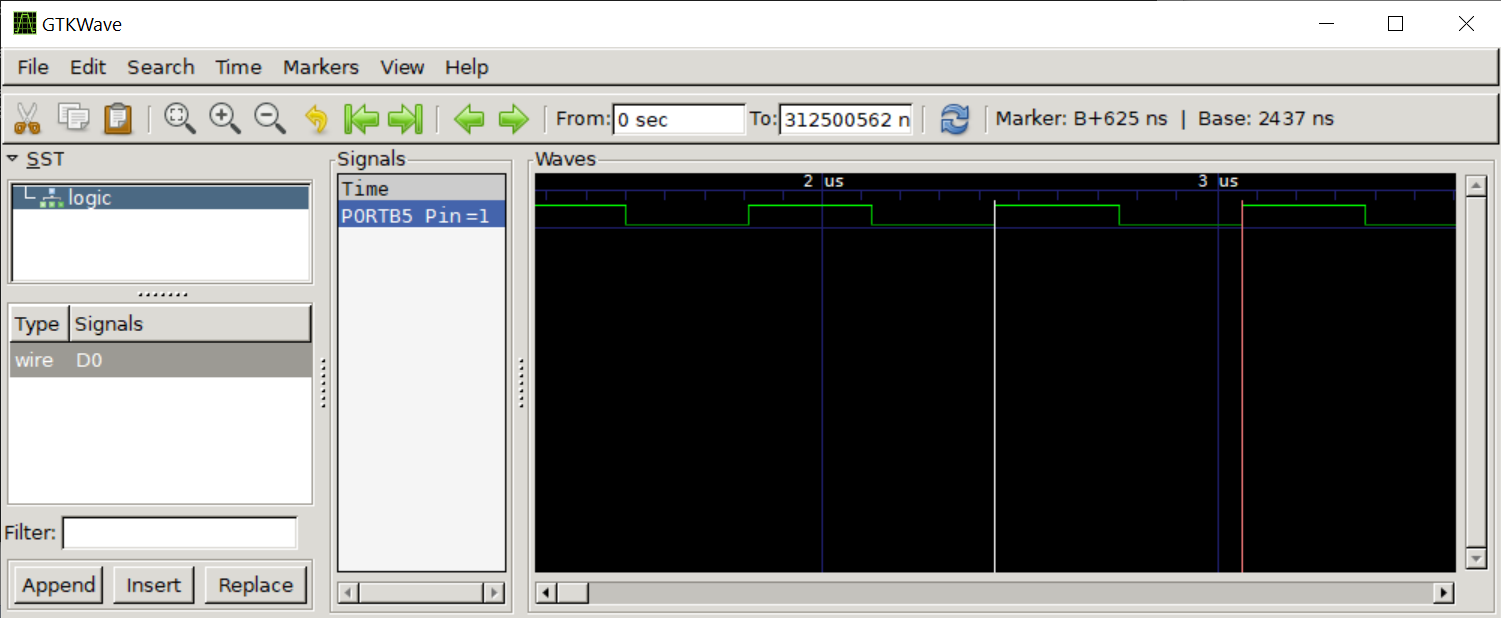 GTKWave
File Edit Search Time Markers View Help
From: 0 sec To: 312500562 n Marker: B+625 ns | Base: 2437 ns
SST
logic
Type Signals
wire D0
Filter:
Append Insert Replace
Signals
Time
PORTB5 Pin=1
Waves
2 us 3 us